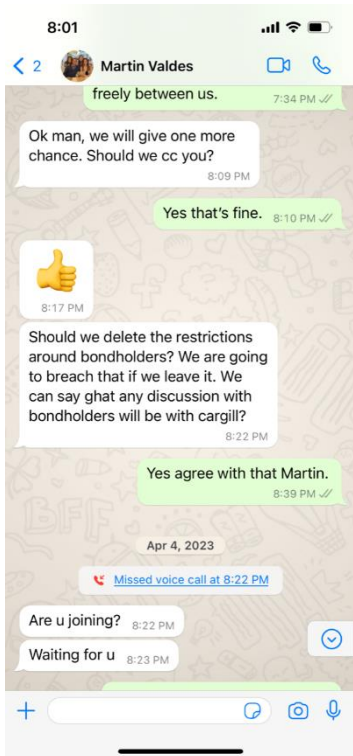 8:01
2
Martin Valdes
freely between us.
7:34 PM
Ok man, we will give one more
chance. Should we cc you?
8:09 PM
Yes that's fine. 8:10 PM
8:17 PM
Should we delete the restrictions
around bondholders? We are going
to breach that if we leave it. We
can say ghat any discussion with
bondholders will be with cargill?
8:22 PM
Yes agree with that Martin.
8:39 PM
Apr 4, 2023
Missed voice call at 8:22 PM
Are u joining? 8:22 PM
Waiting for u 8:23 PM